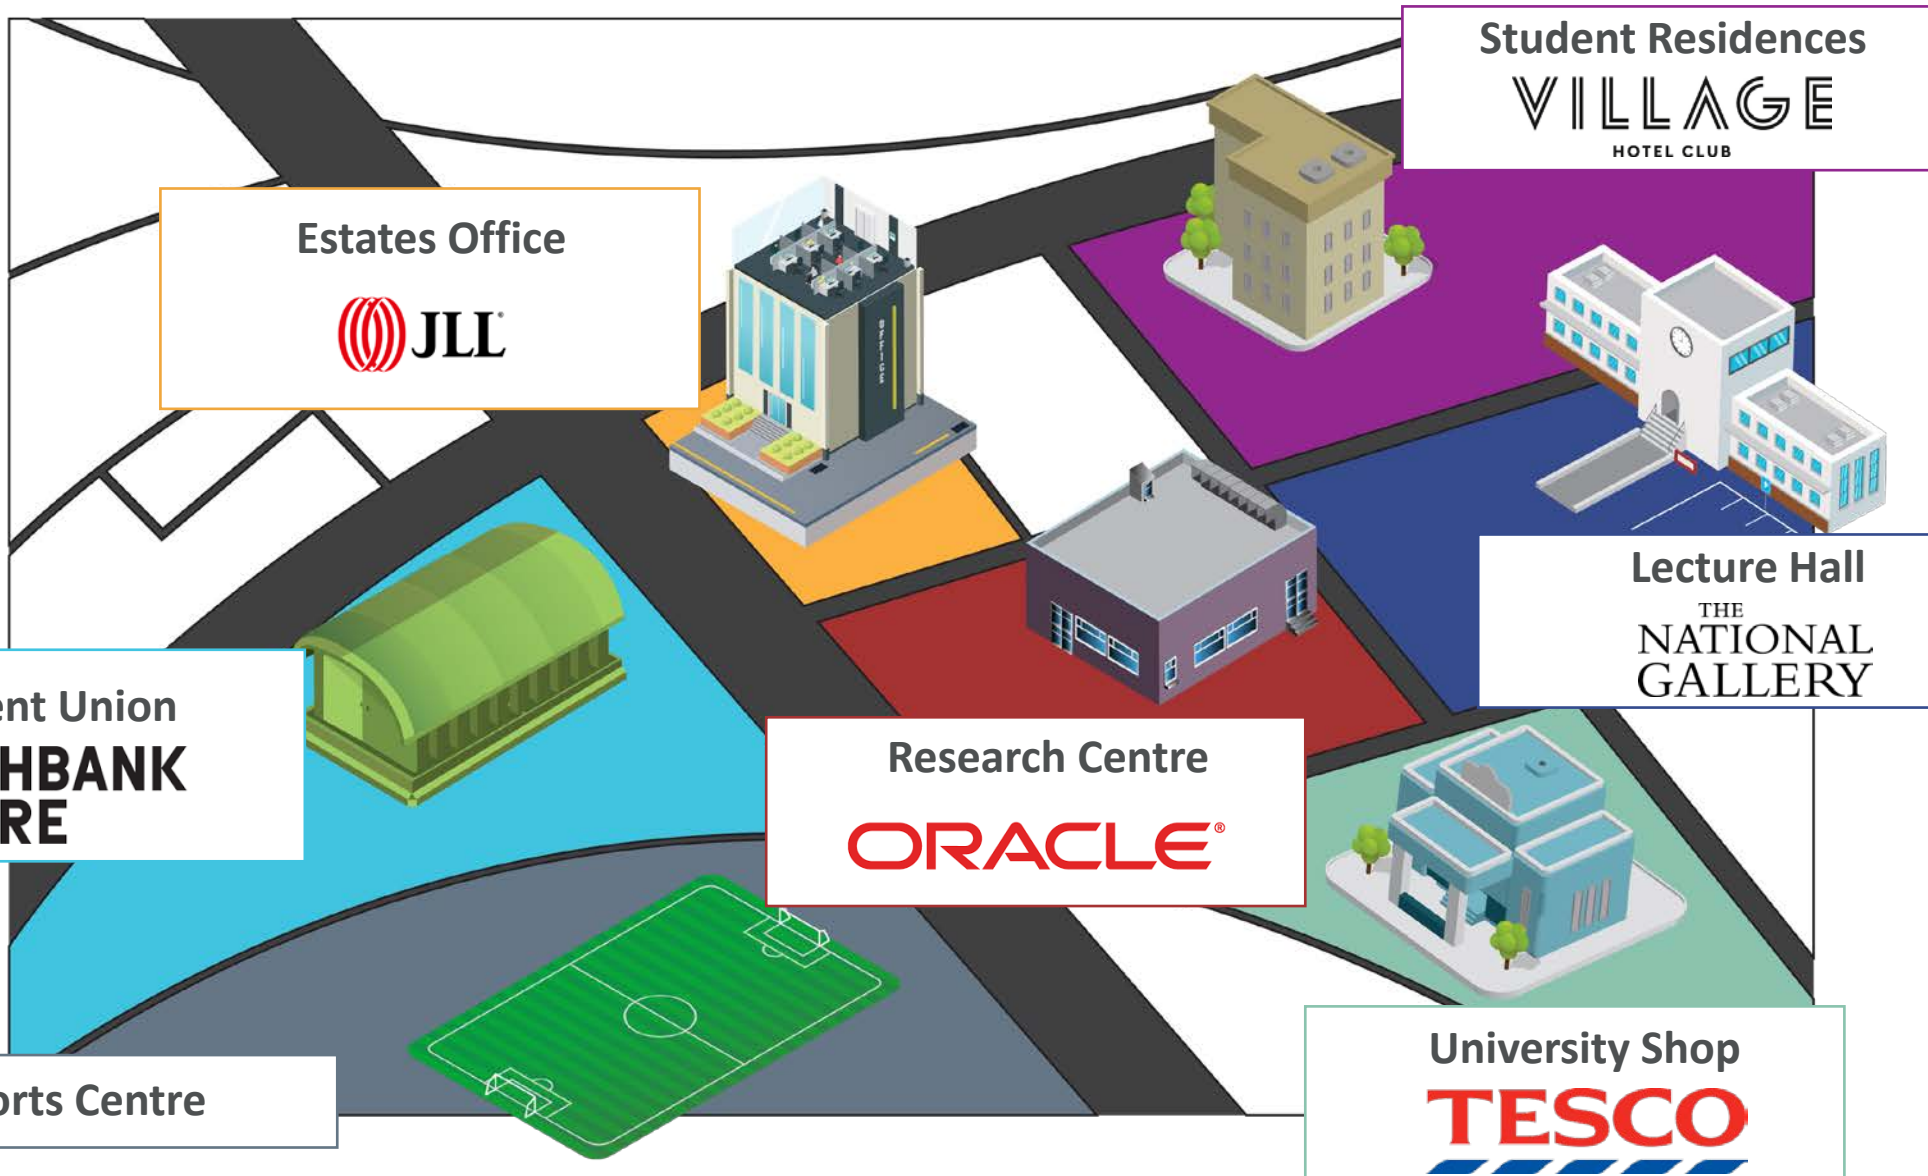 Student Residences
VILLAGE
HOTEL CLUB
Estates Office
JLL
OFFICE
Lecture Hall
THE
NATIONAL
GALLERY
ent Union
HBANK
RE
Research Centre
ORACLE®
orts Centre
University Shop
TESCO